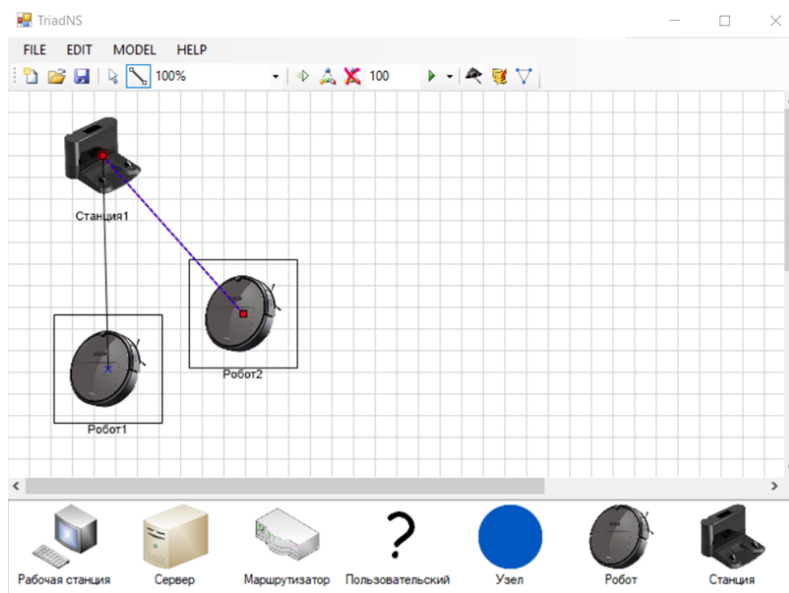 TriadNS
FILE EDIT MODEL HELP
100% 100
Станция1
Робот2
Робот1
Рабочая станция Сервер Маршрутизатор Пользовательский Узел Робот Станция